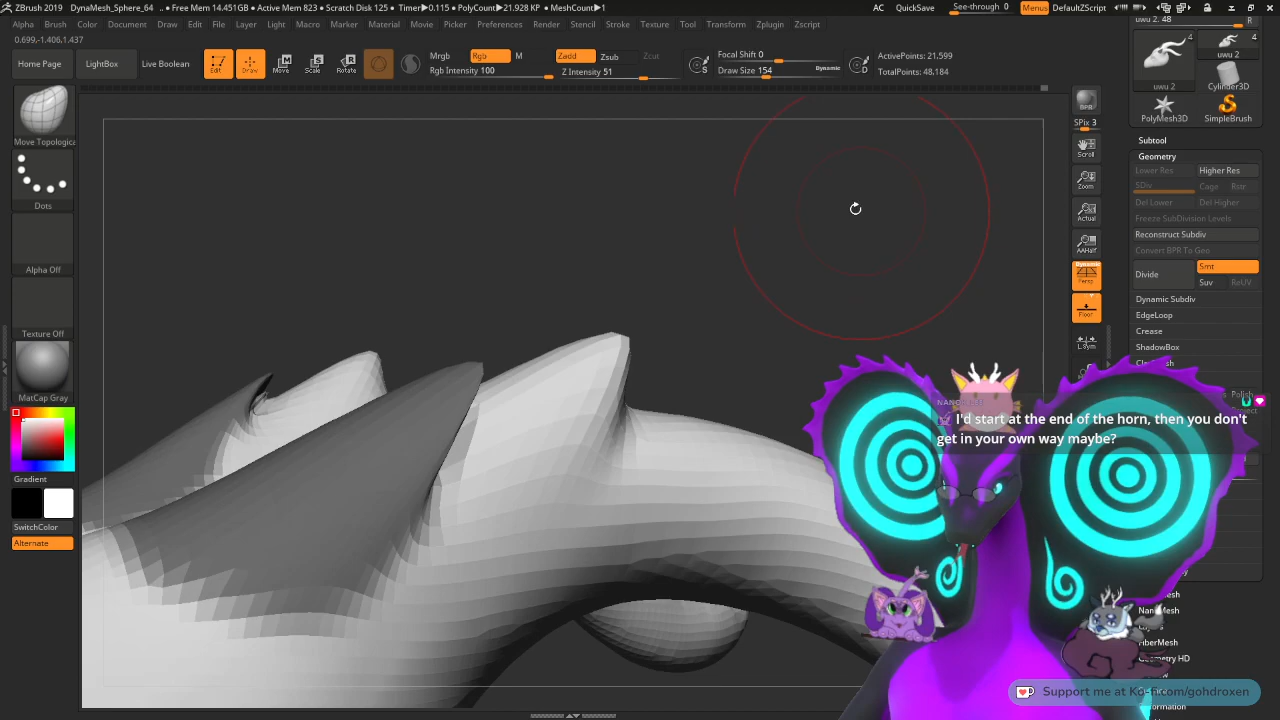 ZBrush 2019 DynaMesh_Sphere_64 .. • Free Mem 14.451GB • Active Mem 823 • Scratch Disk 125 • Timer▶0.115 • PolyCount▶21.928 KP • MeshCount▶1 AC QuickSave See-through 0 Menus DefaultZScript
Alpha Brush Color Document Draw Edit File Layer Light Macro Marker Material Movie Picker Preferences Render Stencil Stroke Texture Tool Transform Zplugin Zscript
0.699,-1.406,1.437
uwu 2. 48 R
Home Page LightBox Live Boolean Edit Draw Move Scale Rotate
Mrgb Rgb M Zadd Zsub Zcut
Rgb Intensity 100 Z Intensity 51
Focal Shift 0
Draw Size 154 Dynamic
S D
ActivePoints: 21,599
TotalPoints: 48,184
4 4
uwu 2
uwu 2 Cylinder3D
PolyMesh3D SimpleBrush
Move Topologica
Dots
Alpha Off
Texture Off
MatCap Gray
Gradient
SwitchColor
Alternate
BPR
SPix 3
Scroll
Zoom
Actual
AAHalf
Dynamic
Persp
Floor
L.Sym
Subtool
Geometry
Lower Res Higher Res
SDiv Cage Rstr
Del Lower Del Higher
Freeze SubDivision Levels
Reconstruct Subdiv
Convert BPR To Geo
Divide Smt
Suv ReUV
Dynamic Subdiv
EdgeLoop
Crease
ShadowBox
Polish
I'd start at the end of the horn, then you don't
get in your own way maybe?
NanoMesh
FiberMesh
Geometry HD
Support me at Ko-fi.com/gohdroxen